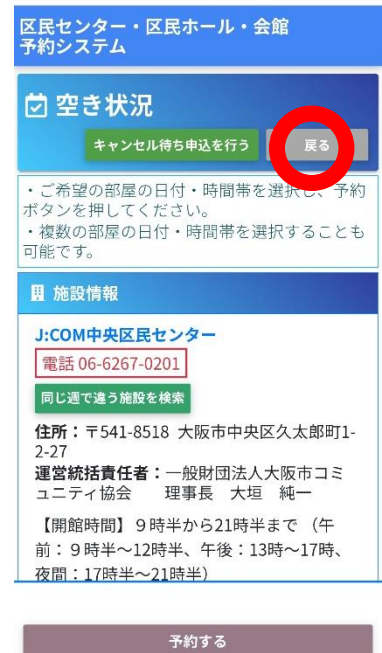 区民センター・区民ホール・会館
予約システム
空き状況
キャンセル待ち申込を行う
戻る
・ご希望の部屋の日付・時間帯を選択し、予約
ボタンを押してください。
・複数の部屋の日付・時間帯を選択することも
可能です。
施設情報
J:COM中央区民センター
電話 06-6267-0201
同じ週で違う施設を検索
住所：〒541-8518 大阪市中央区久太郎町1-
2-27
運営統括責任者：一般財団法人大阪市コミ
ュニティ協会　理事長　大垣　純一
【開館時間】９時半から21時半まで （午
前：９時半～12時半、午後：13時～17時、
夜間：17時半～21時半）
予約する